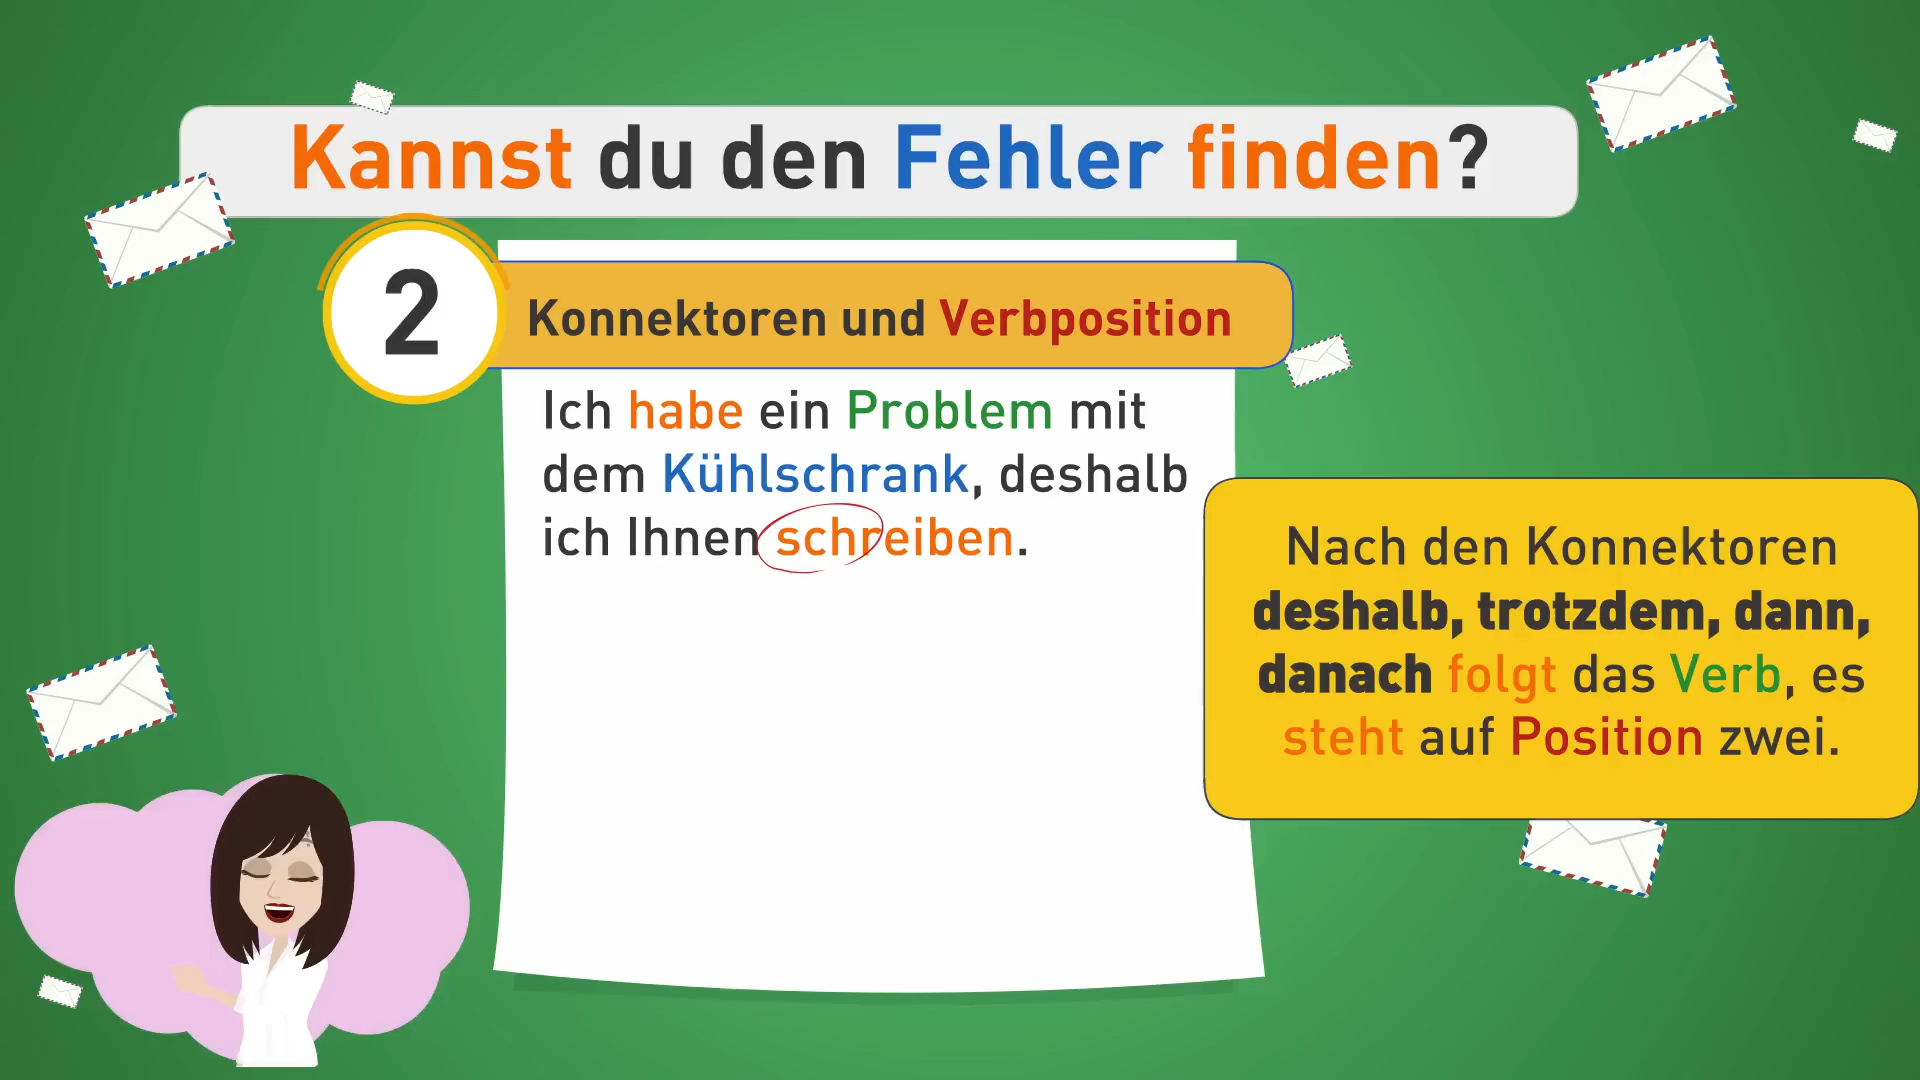 Kannst du den Fehler finden?
2
Konnektoren und Verbposition
Ich habe ein Problem mit
dem Kühlschrank, deshalb
ich Ihnen schreiben.
Nach den Konnektoren
deshalb, trotzdem, dann,
danach folgt das Verb, es
steht auf Position zwei.